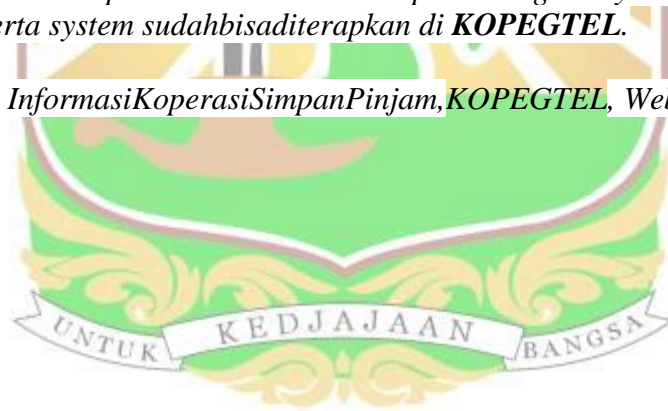 erta system sudahbisaditerapkan di KOPEGTEL.
InformasiKoperasiSimpanPinjam,KOPEGTEL, We
UNTUK KEDJAJAAN BANGSA